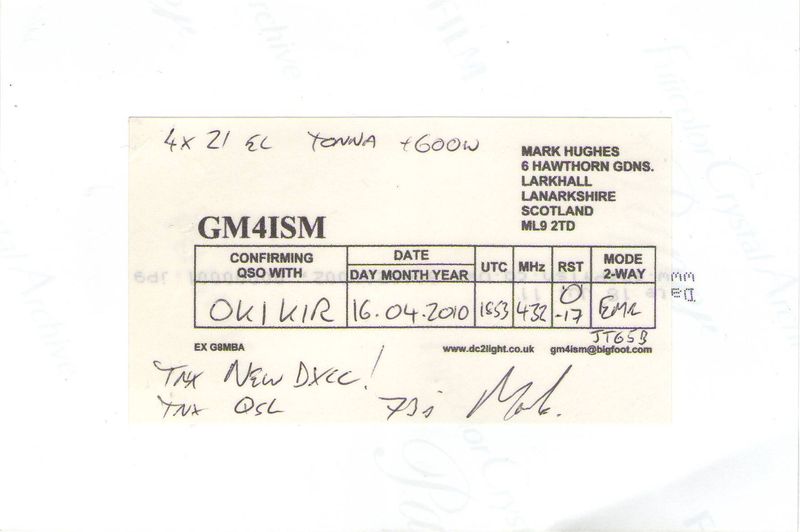 4x 21 EL TONNA +600W
MARK HUGHES
6 HAWTHORN GDNS.
LARKHALL
LANARKSHIRE
SCOTLAND
ML9 2TD
GM4ISM
CONFIRMING QSO WITH
DATE
DAY MONTH YEAR
UTC
MHz
RST
MODE 2-WAY
OK1KIR
16.04.2010
1553
432
O
-17
EME
JT65B
EX G8MBA
www.dc2light.co.uk
gm4ism@bigfoot.com
TNX NEW DXCC!
TNX QSL 73s Mark.